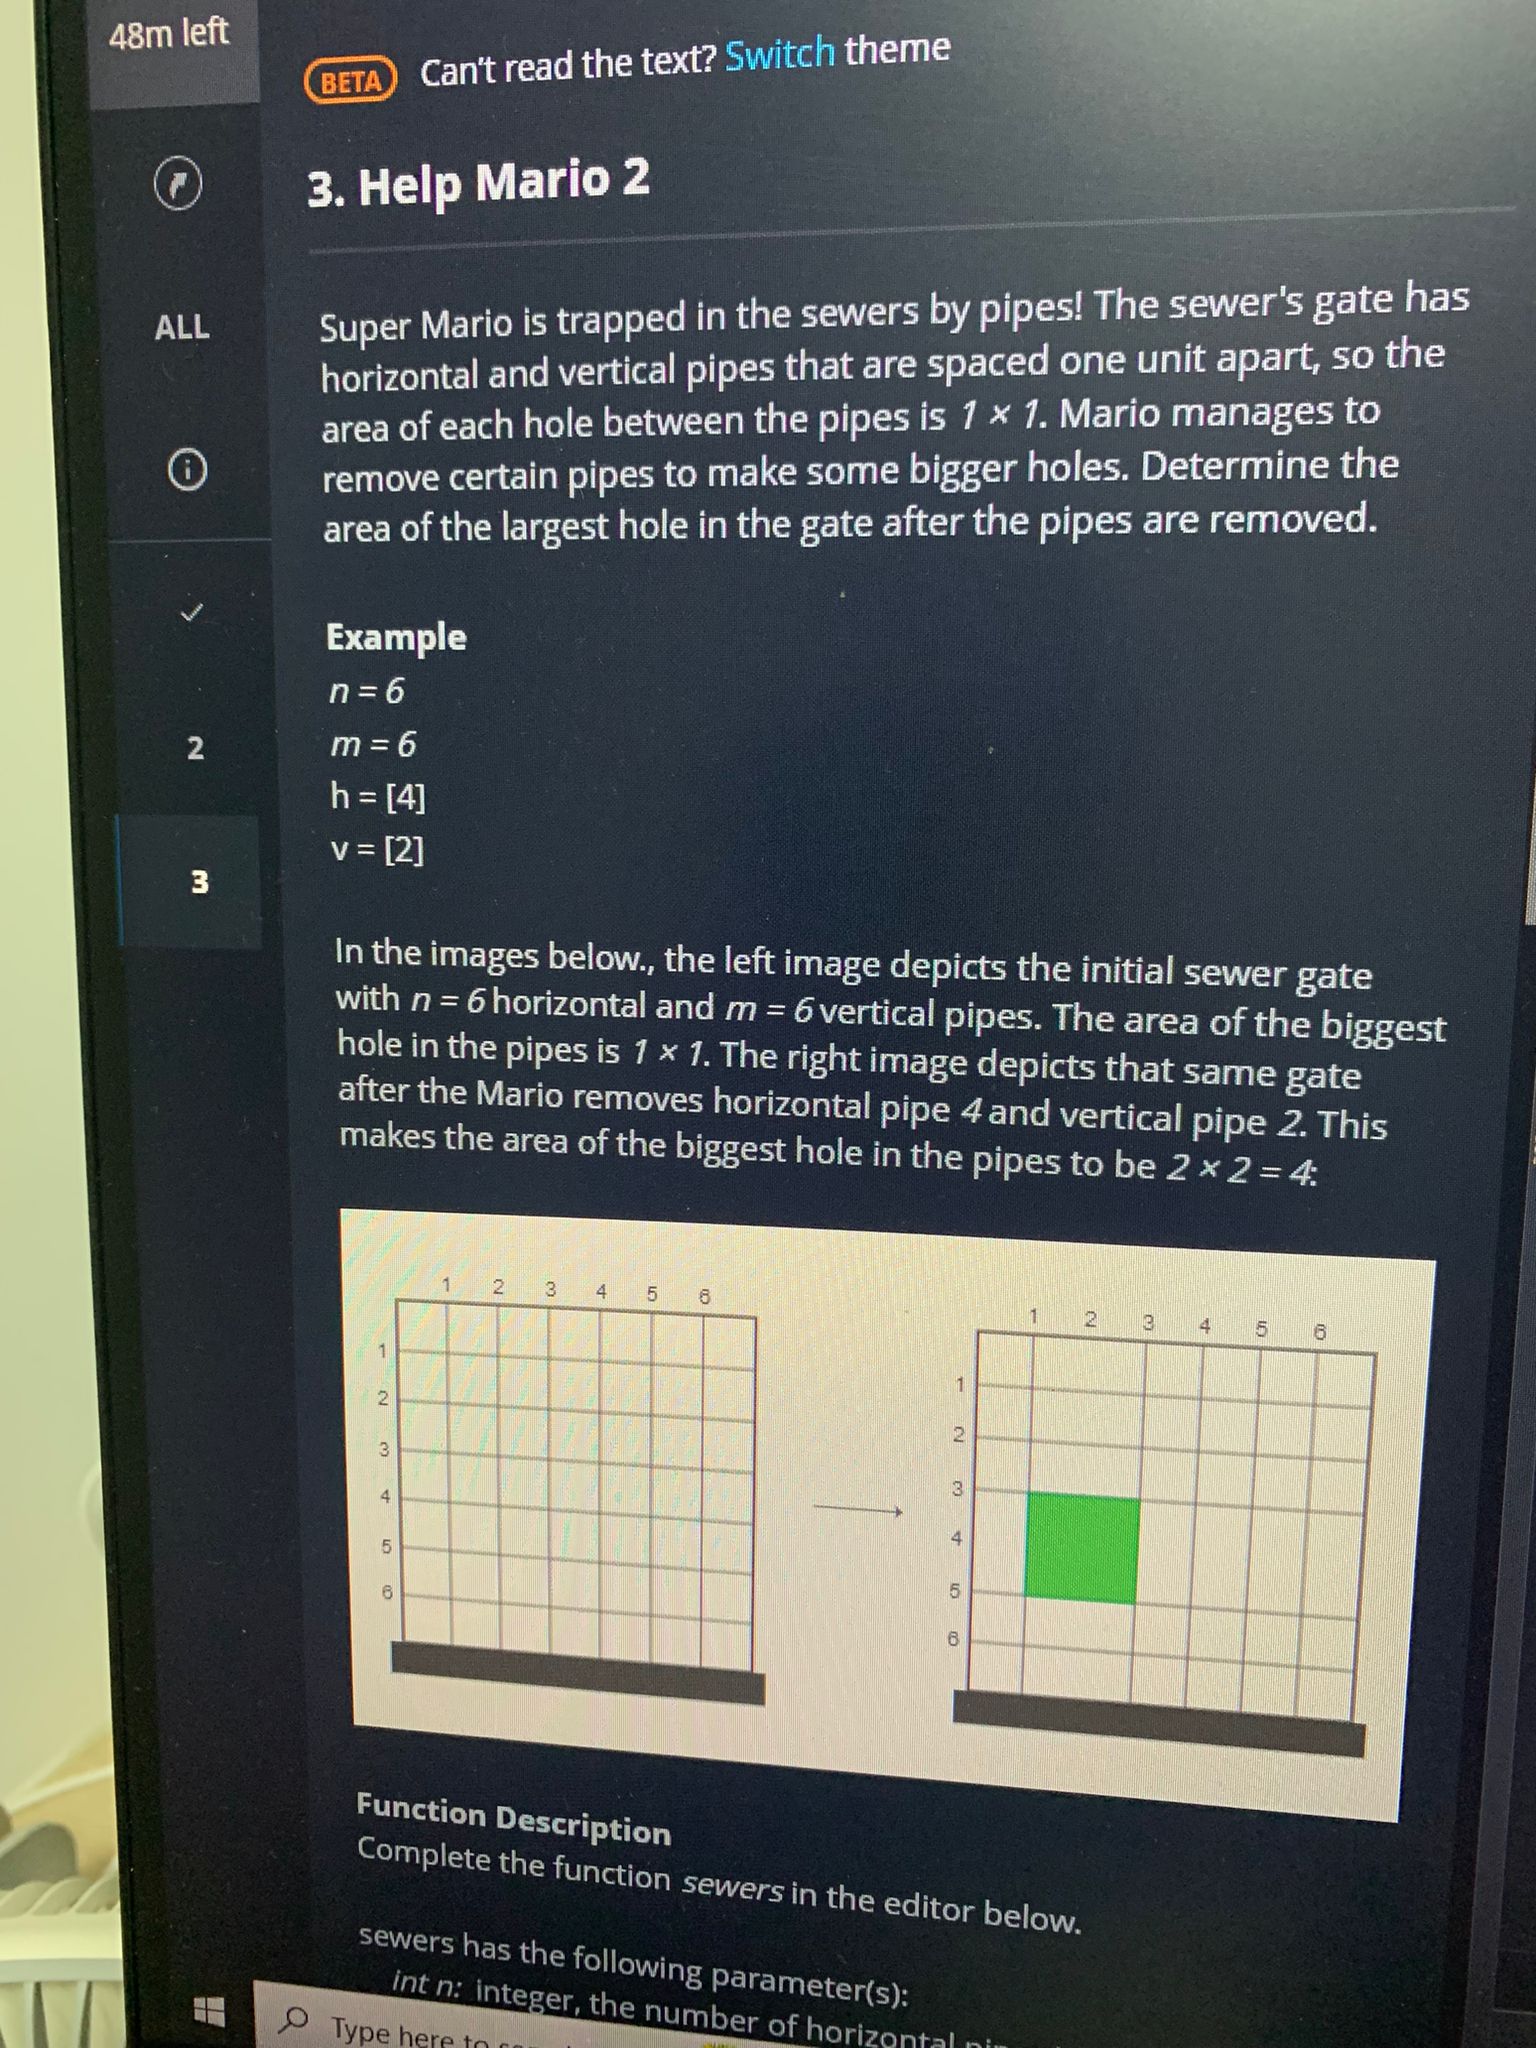 48m left
BETA Can't read the text? Switch theme
3. Help Mario 2
ALL
i
2
3
Super Mario is trapped in the sewers by pipes! The sewer's gate has
horizontal and vertical pipes that are spaced one unit apart, so the
area of each hole between the pipes is 1 × 1. Mario manages to
remove certain pipes to make some bigger holes. Determine the
area of the largest hole in the gate after the pipes are removed.
Example
n = 6
m = 6
h = [4]
v = [2]
In the images below., the left image depicts the initial sewer gate
with n = 6 horizontal and m = 6 vertical pipes. The area of the biggest
hole in the pipes is 1 × 1. The right image depicts that same gate
after the Mario removes horizontal pipe 4 and vertical pipe 2. This
makes the area of the biggest hole in the pipes to be 2 × 2 = 4:
1 2 3 4 5 6
1
2
3
4
5
6
1 2 3 4 5 6
1
2
3
4
5
6
Function Description
Complete the function sewers in the editor below.
sewers has the following parameter(s):
int n: integer, the number of horizontal
Type here to